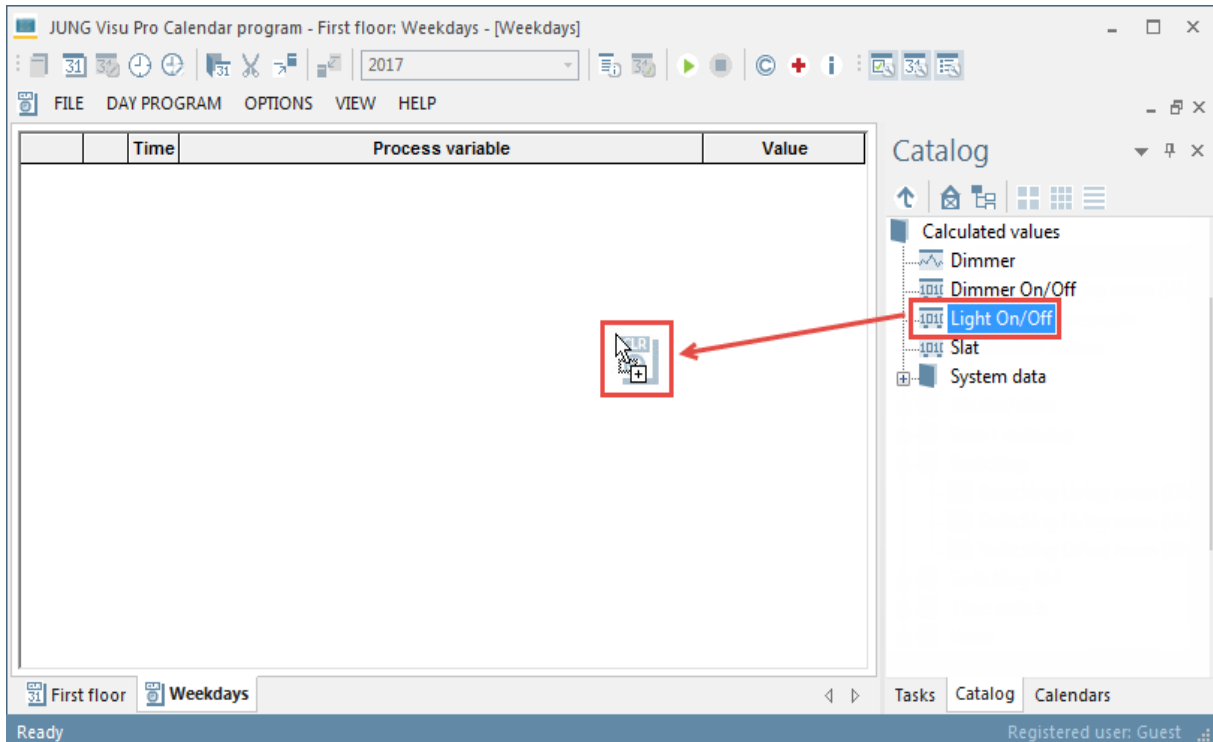 JUNG Visu Pro Calendar program - First floor: Weekdays - [Weekdays]
31 2017
FILE DAY PROGRAM OPTIONS VIEW HELP
Time Process variable Value
Catalog
Calculated values
Dimmer
Dimmer On/Off
Light On/Off
Slat
System data
First floor Weekdays
Tasks Catalog Calendars
Ready Registered user: Guest